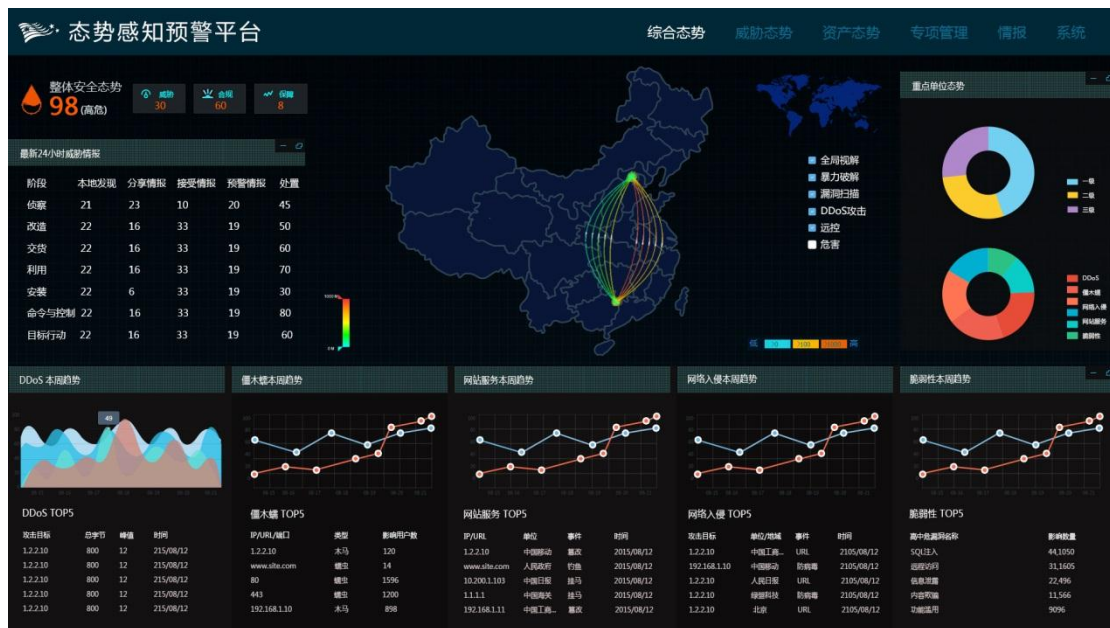 态势感知预警平台
综合态势 威胁态势 资产态势 专项管理 情报 系统
整体安全态势
98(高危)
威胁 30
合规 60
保障 8
最新24小时威胁情报
阶段 本地发现 分享情报 接受情报 预警情报 处置
侦察 21 23 10 20 45
改造 22 16 33 19 50
交货 22 16 33 19 60
利用 22 16 33 19 70
安装 22 6 33 19 30
命令与控制 22 16 33 19 80
目标行动 22 16 33 19 60
全局视解
暴力破解
漏洞扫描
DDoS攻击
远控
危害
低
高
重点单位态势
一级
二级
三级
DDoS
僵木蠕
网络入侵
网站服务
脆弱性
DDoS 本周趋势
49
DDoS TOP5
攻击目标 总字节 峰值 时间
1.2.2.10 800 12 215/08/12
1.2.2.10 800 12 215/08/12
1.2.2.10 800 12 215/08/12
1.2.2.10 800 12 215/08/12
1.2.2.10 800 12 215/08/12
僵木蠕本周趋势
僵木蠕 TOP5
IP/URL/端口 类型 影响用户数
1.2.2.10 木马 120
www.site.com 蠕虫 14
80 蠕虫 1596
443 蠕虫 1200
192.168.1.10 木马 898
网站服务本周趋势
网站服务 TOP5
IP/URL 单位 事件 时间
1.2.2.10 中国移动 篡改 2015/08/12
www.site.com 人民政府 钓鱼 2015/08/12
10.200.1.103 中国日报 挂马 2015/08/12
1.1.1.1 中国海关 挂马 2015/08/12
192.168.1.11 中国工商... 篡改 2015/08/12
网络入侵本周趋势
网络入侵 TOP5
攻击目标 单位/地域 事件 时间
1.2.2.10 中国工商... URL 2105/08/12
192.168.1.10 中国移动 防病毒 2105/08/12
1.2.2.10 人民日报 URL 2105/08/12
1.2.2.10 绿盟科技 防病毒 2105/08/12
1.2.2.10 北京 URL 2105/08/12
脆弱性本周趋势
脆弱性 TOP5
高中危漏洞名称 影响数量
SQL注入 44,1050
远程访问 31,1605
信息泄露 22,496
内容欺骗 11,566
功能滥用 9096